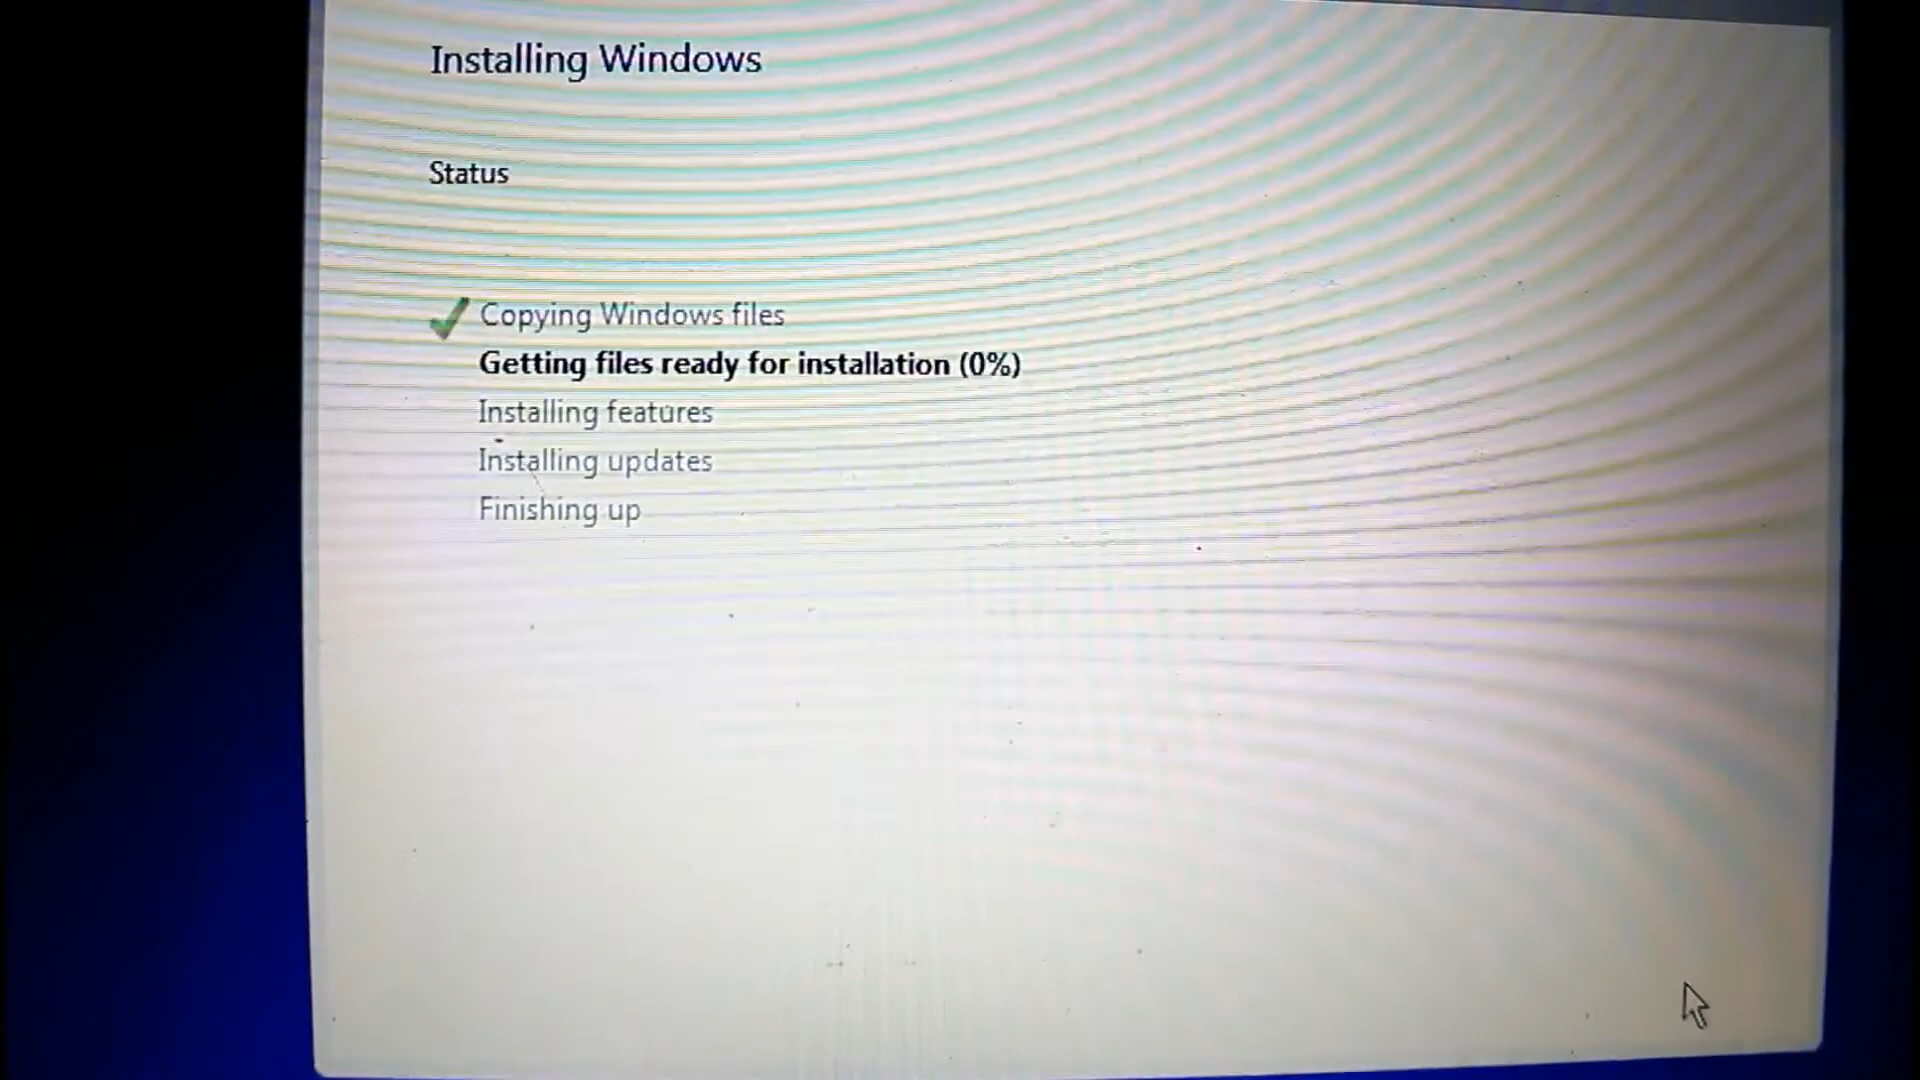 Installing Windows
Status
Copying Windows files
Getting files ready for installation (0%)
Installing features
Installing updates
Finishing up